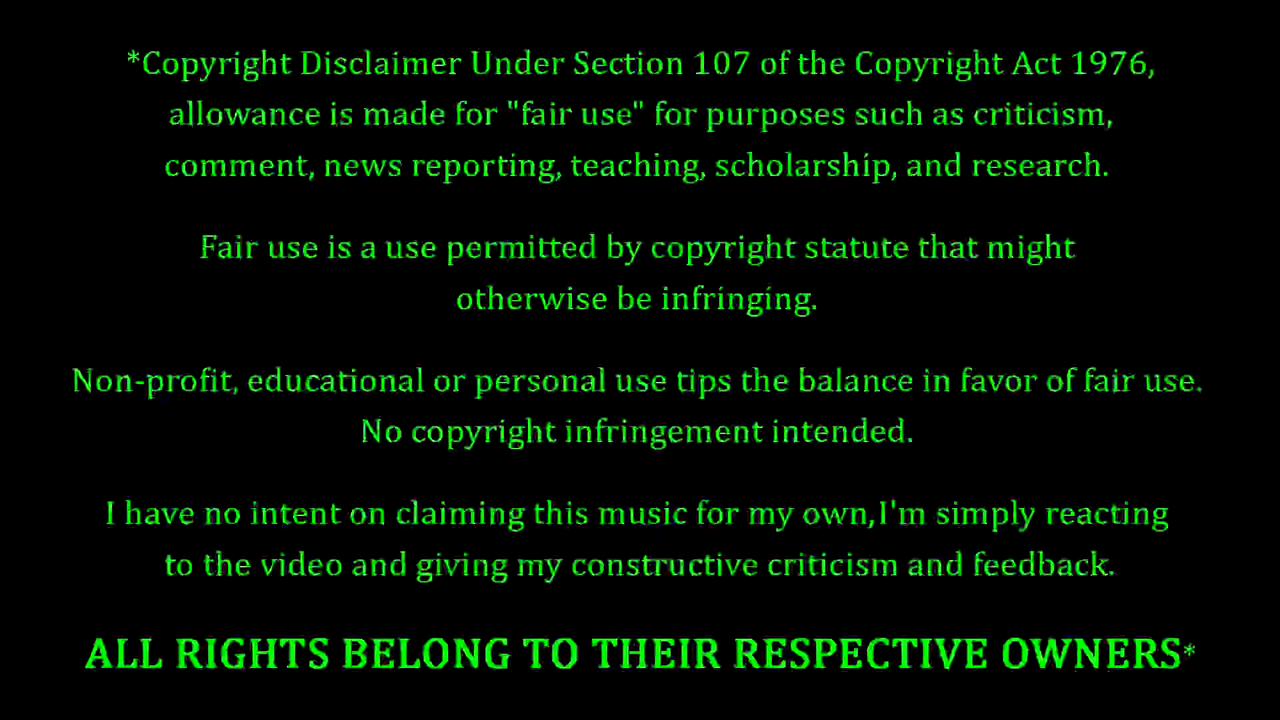 *Copyright Disclaimer Under Section 107 of the Copyright Act 1976,
allowance is made for "fair use" for purposes such as criticism,
comment, news reporting, teaching, scholarship, and research.
Fair use is a use permitted by copyright statute that might
otherwise be infringing.
Non-profit, educational or personal use tips the balance in favor of fair use.
No copyright infringement intended.
I have no intent on claiming this music for my own,I'm simply reacting
to the video and giving my constructive criticism and feedback.
ALL RIGHTS BELONG TO THEIR RESPECTIVE OWNERS*